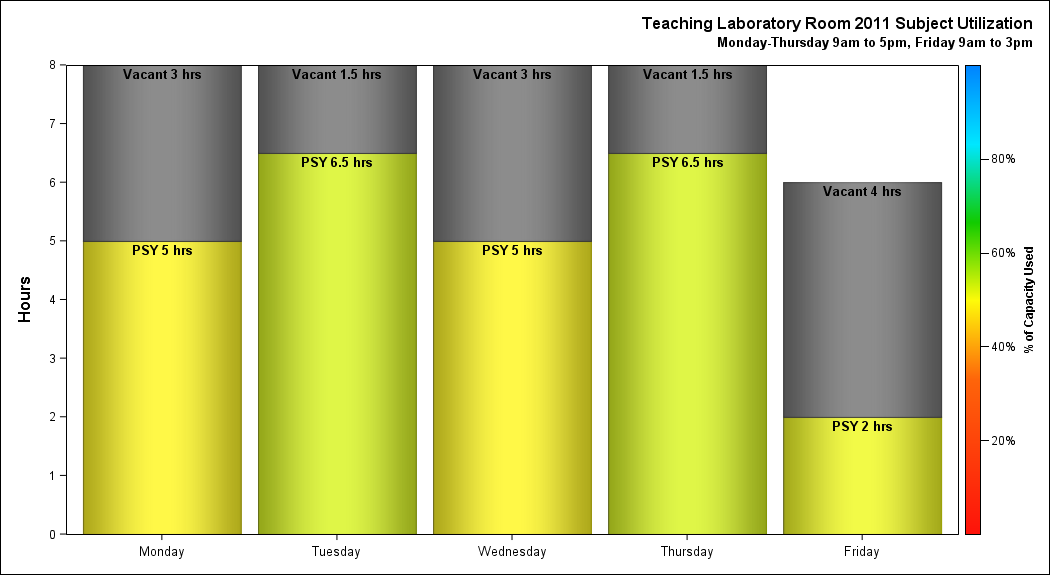 Teaching Laboratory Room 2011 Subject Utilization
Monday-Thursday 9am to 5pm, Friday 9am to 3pm
Hours
8
7
6
5
4
3
2
1
0
Vacant 3 hrs
PSY 5 hrs
Vacant 1.5 hrs
PSY 6.5 hrs
Vacant 3 hrs
PSY 5 hrs
Vacant 1.5 hrs
PSY 6.5 hrs
Vacant 4 hrs
PSY 2 hrs
Monday
Tuesday
Wednesday
Thursday
Friday
80%
60%
40%
20%
% of Capacity Used